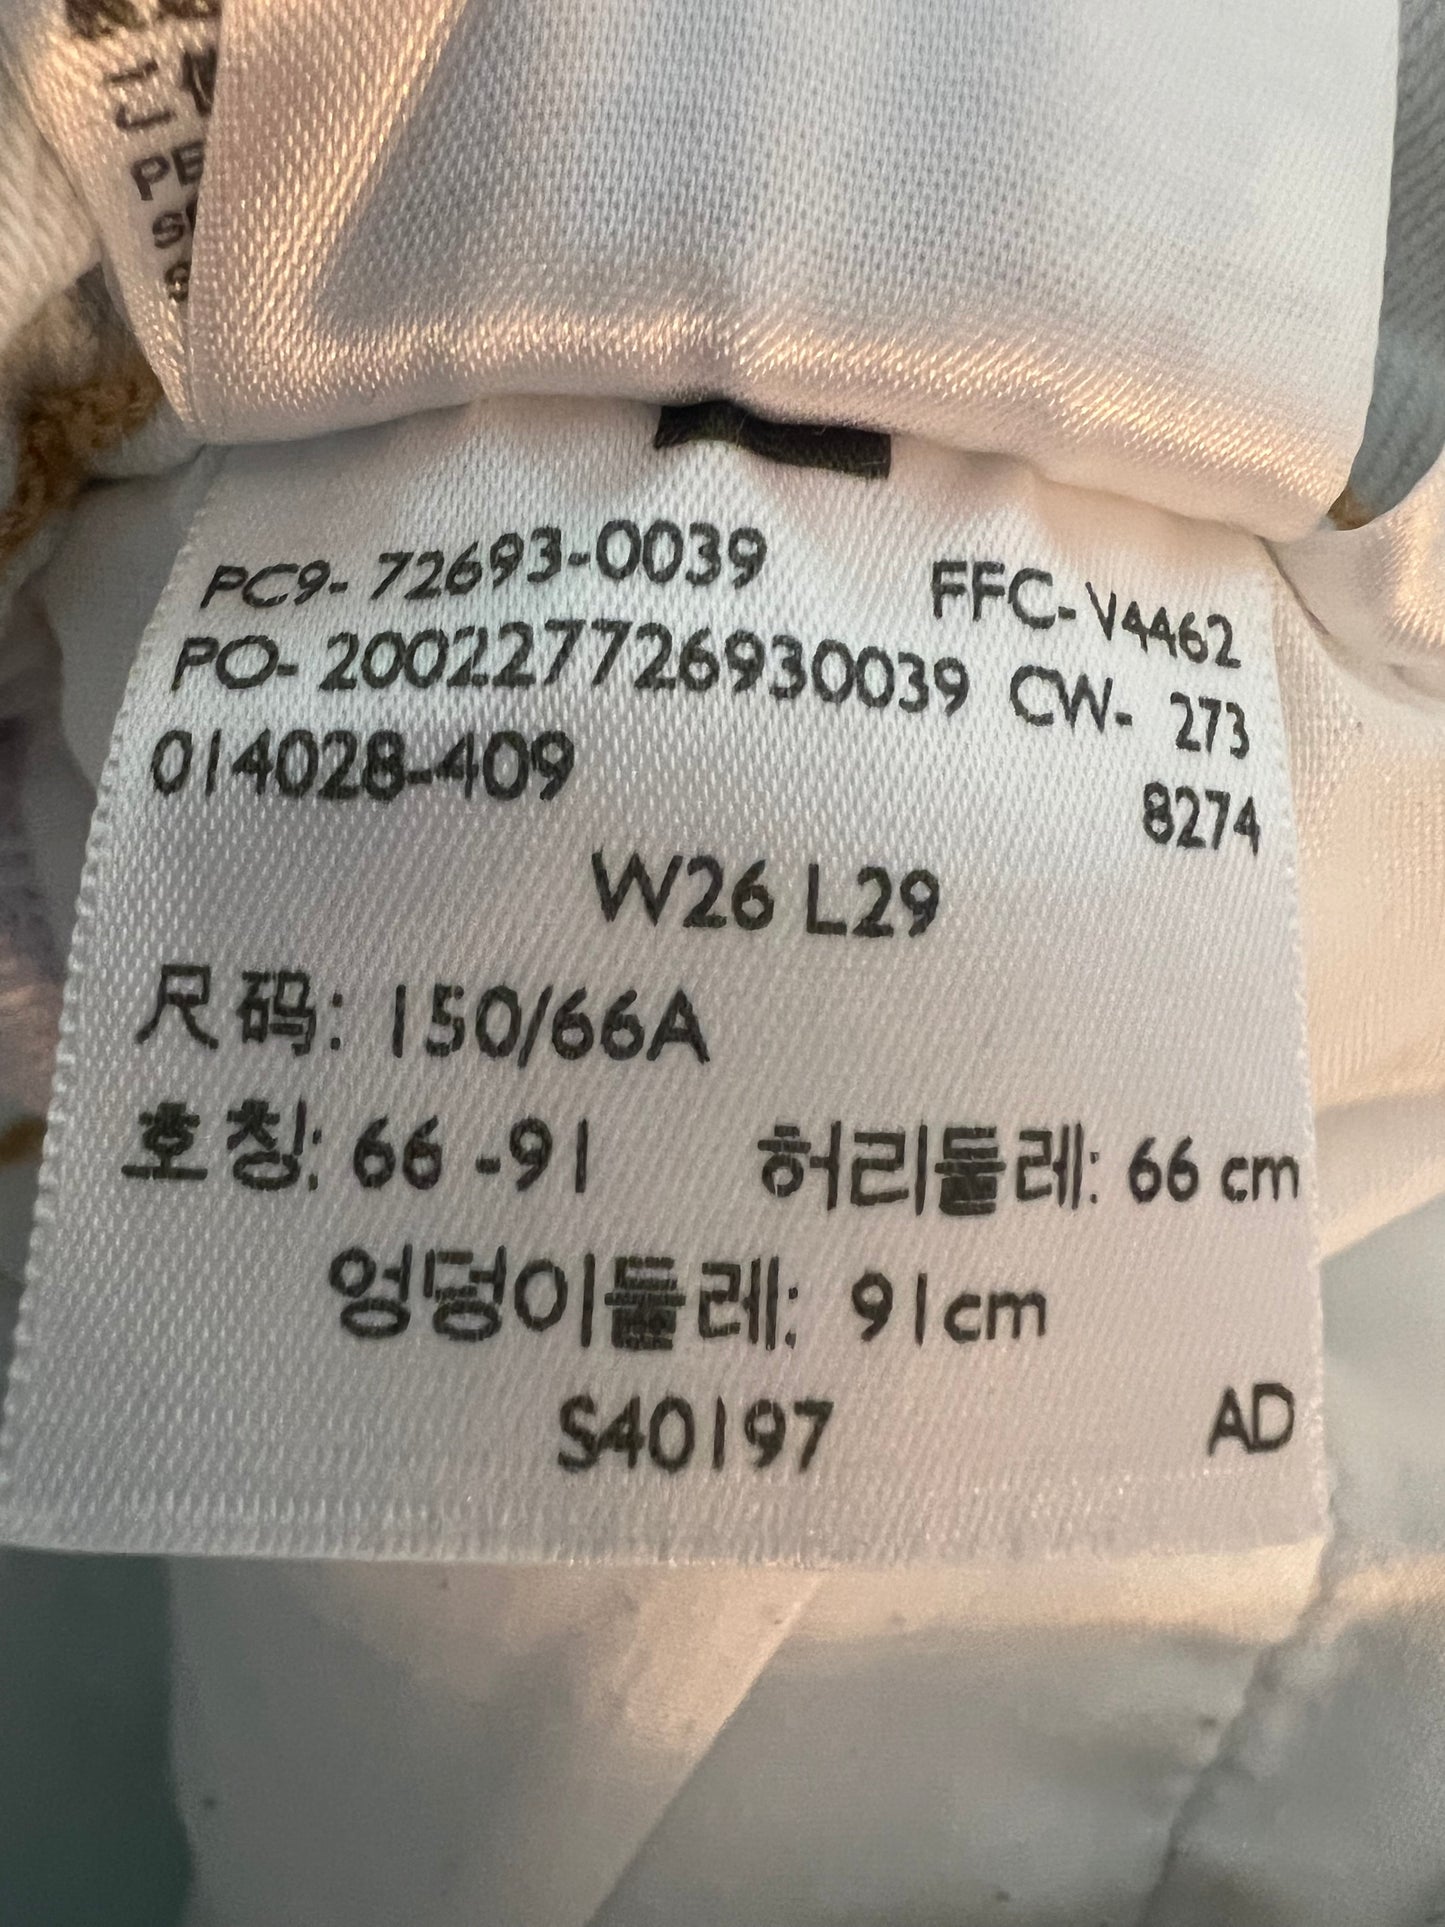 PC9- 72693-0039 FFC- V4462
PO- 200227726930039 CW- 273
014028-409 8274
W26 L29
尺码: 150/66A
호칭: 66 -91 허리둘레: 66 cm
엉덩이둘레: 91cm
S40197 AD